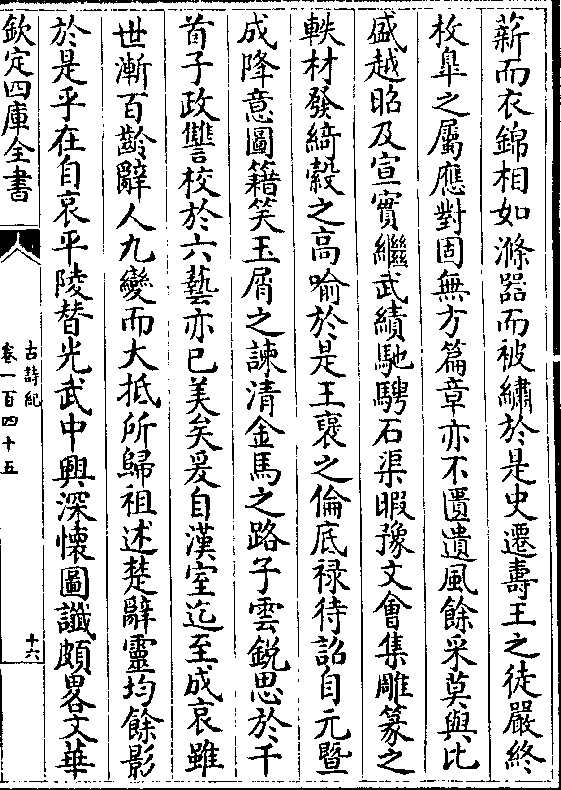 薪而衣錦相如滌器而被繡於是史遷壽王之徒嚴終
枚臯之屬應對固無方篇章亦不匱遺風餘采莫與比
盛越昭及宣實繼武績馳騁石渠暇豫文㑹集雕篆之
軼材發綺縠之高喻於是王襃之倫底禄待詔自元暨
成降意圖籍笑玉屑之諫清金馬之路子雲鋭思於千
首子政讐校於六藝亦已美矣爰自漢室迄至成哀雖
世漸百齡辭人九變而大抵所歸祖述楚辭靈均餘影
於是乎在自哀平陵替光武中興深懷圖讖頗畧文華
欽定四庫全書
古詩紀
卷一百四十五
十六